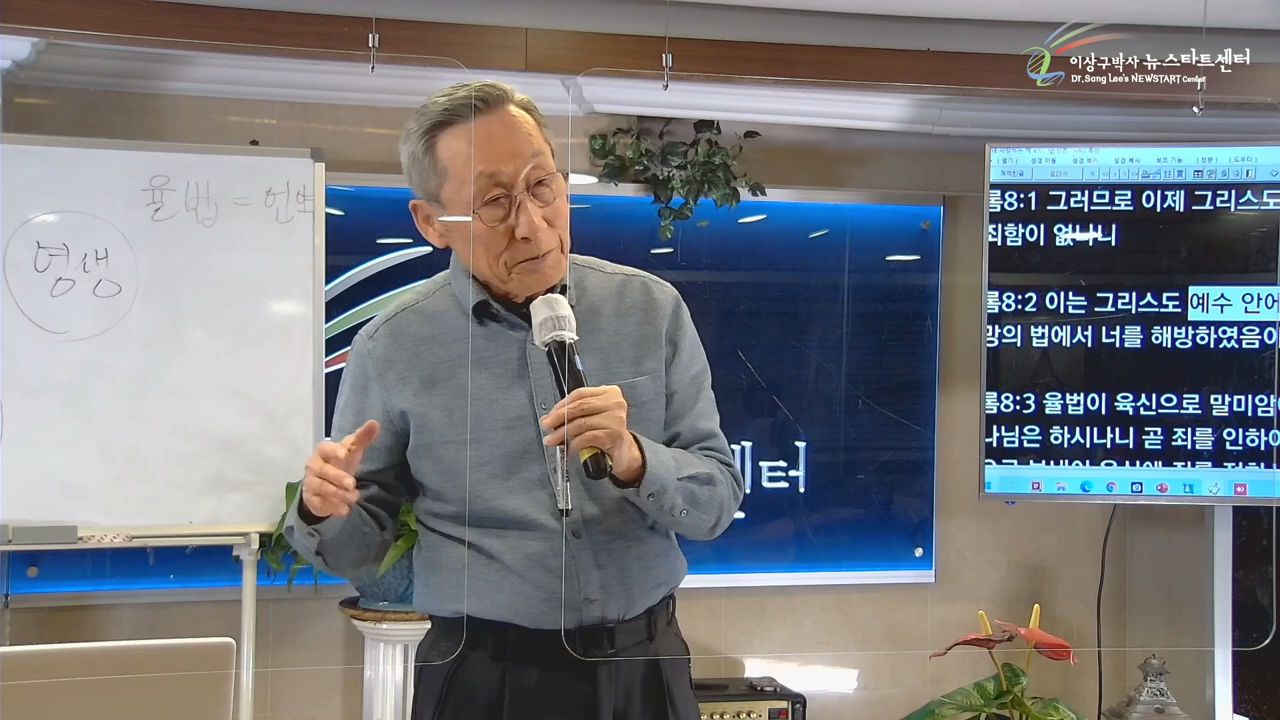 이상구박사 뉴스타트센터
Dr. Sang Lee's NEWSTART Center
율법 = 언
영생
센터
롬8:1 그러므로 이제 그리스도
죄함이 없나니
롬8:2 이는 그리스도 예수 안에
망의 법에서 너를 해방하였음이
롬8:3 율법이 육신으로 말미암
나님은 하시나니 곧 죄를 인하